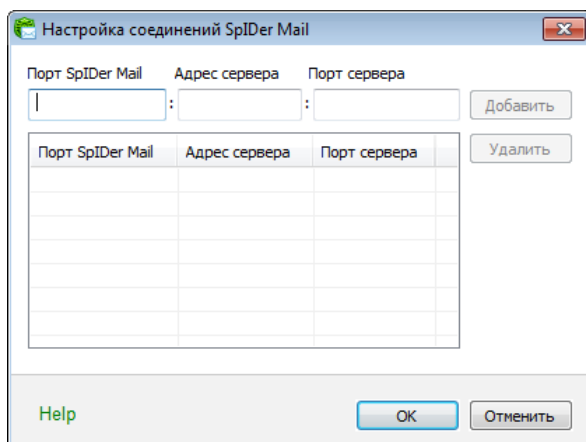 Настройка соединений SpIDer Mail
Порт SpIDer Mail Адрес сервера Порт сервера
: : Добавить
Порт SpIDer Mail Адрес сервера Порт сервера Удалить
Help OK Отменить